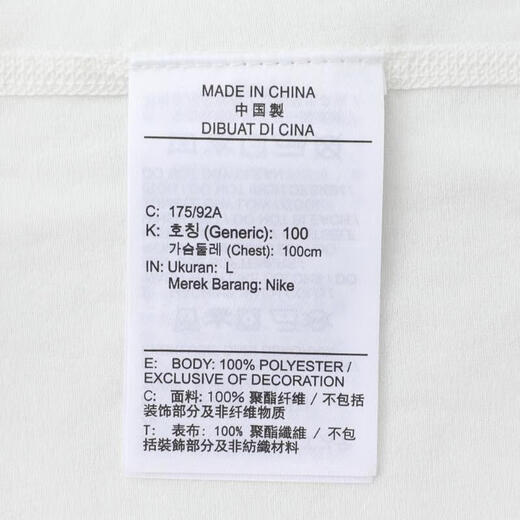 MADE IN CHINA
中国製
DIBUAT DI CINA
C: 175/92A
K: 호칭 (Generic): 100
가슴둘레 (Chest): 100cm
IN: Ukuran: L
Merek Barang: Nike
E: BODY: 100% POLYESTER /
EXCLUSIVE OF DECORATION
C: 面料: 100% 聚酯纤维 / 不包括
装饰部分及非纤维物质
T: 表布: 100% 聚酯纖維 / 不包
括裝飾部分及非紡織材料